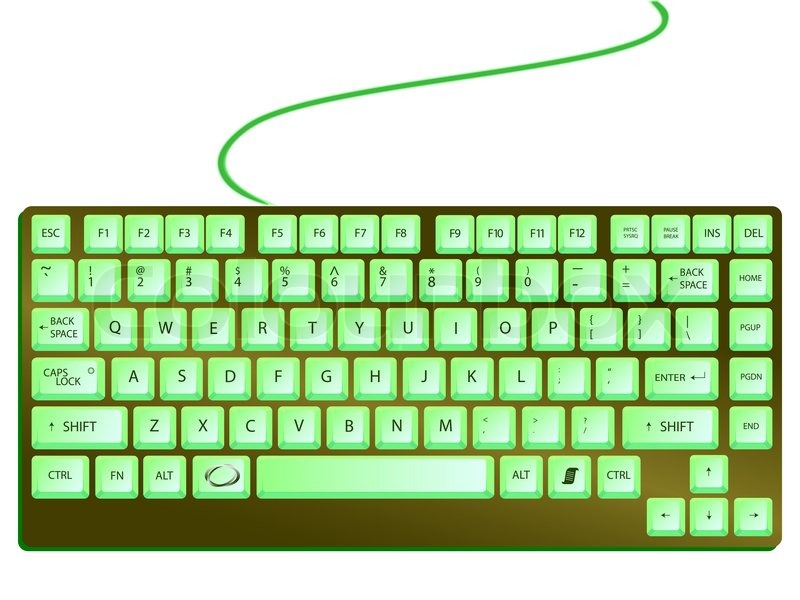 ESC F1 F2 F3 F4 F5 F6 F7 F8 F9 F10 F11 F12 PRTSC SYSRQ PAUSE BREAK INS DEL
~ ` ! 1 @ 2 # 3 $ 4 % 5 ^ 6 & 7 * 8 ( 9 ) 0 — - + = ← BACK SPACE HOME
← BACK SPACE Q W E R T Y U I O P { [ } ] | \ PGUP
colourbox
CAPS LOCK A S D F G H J K L : ; " ' ENTER ↵ PGDN
↑ SHIFT Z X C V B N M < , > . ? / ↑ SHIFT END
CTRL FN ALT ALT CTRL ↑
← ↓ →